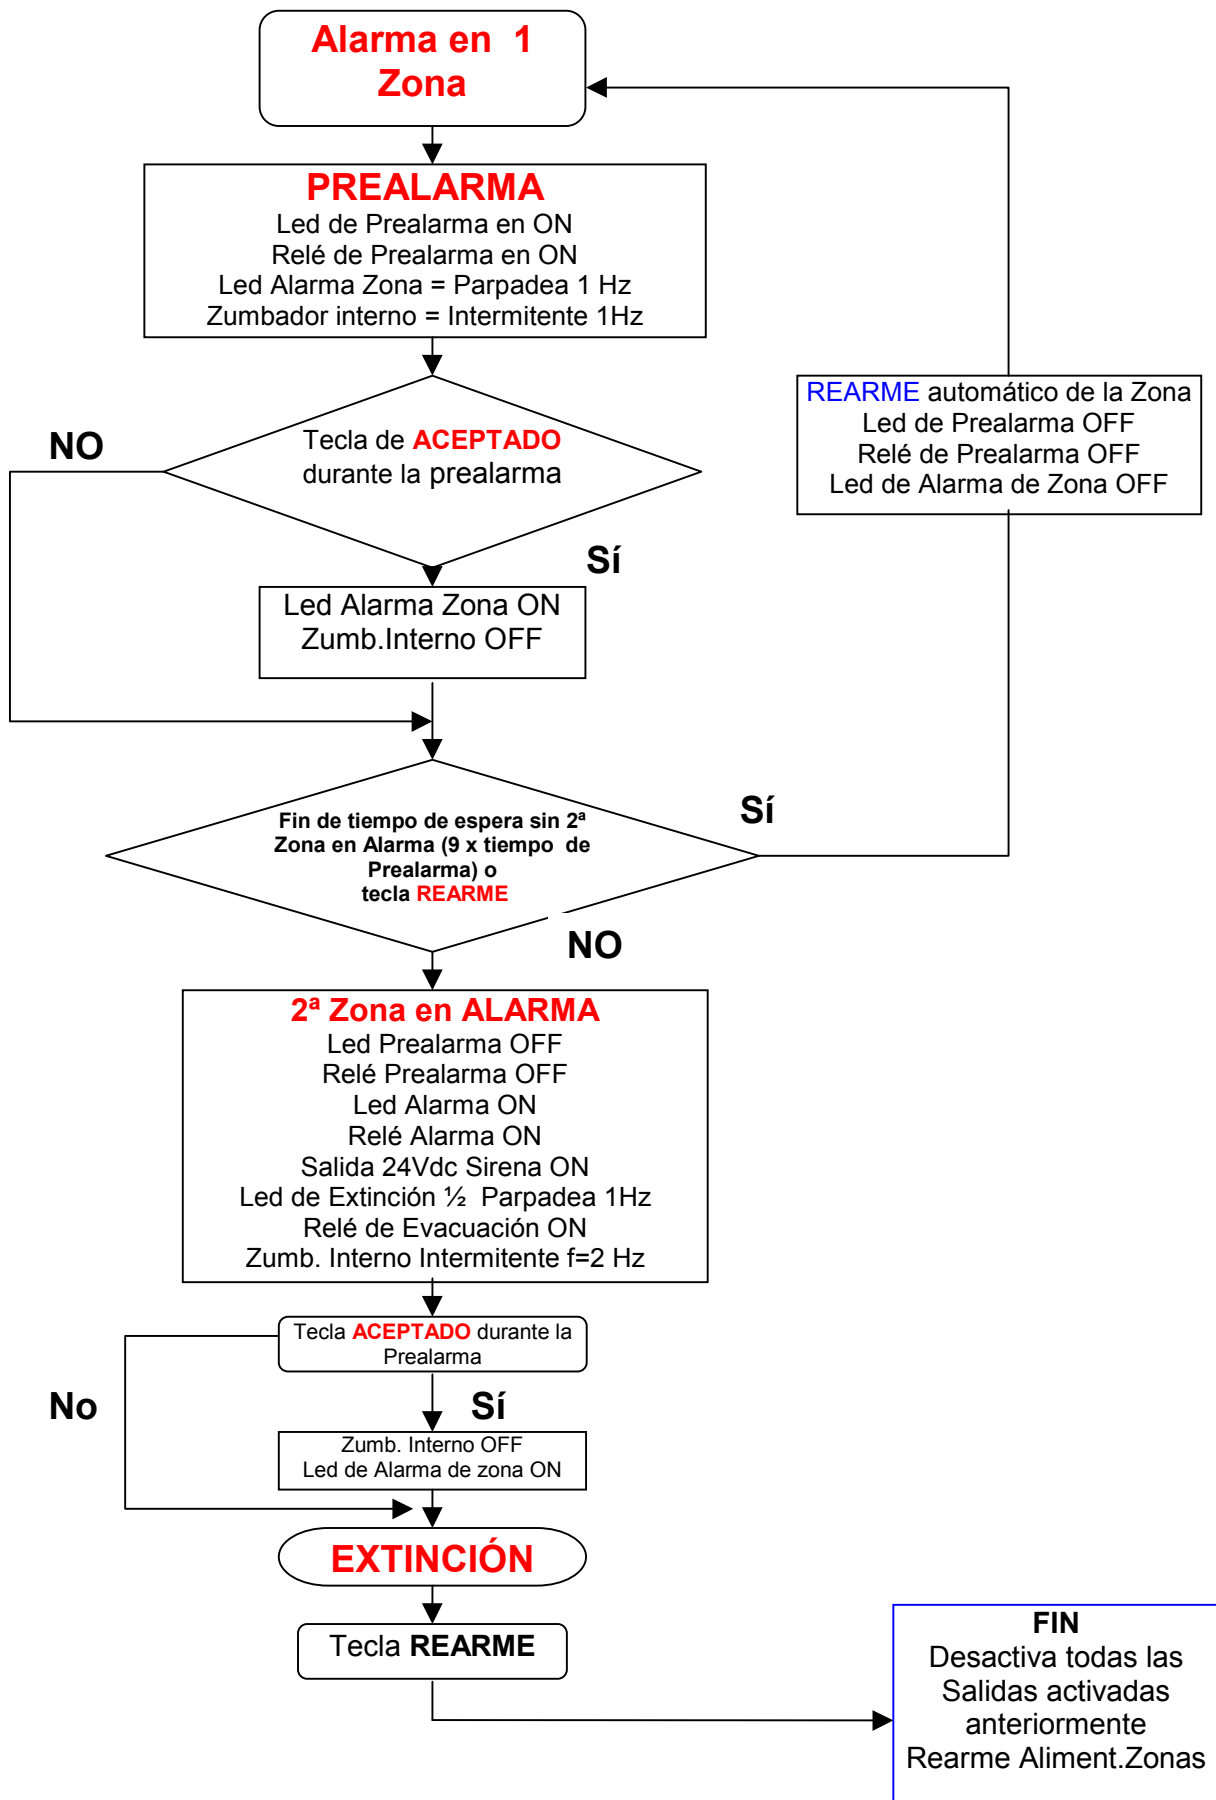 Alarma en 1
Zona
PREALARMA
Led de Prealarma en ON
Relé de Prealarma en ON
Led Alarma Zona = Parpadea 1 Hz
Zumbador interno = Intermitente 1Hz
REARME automático de la Zona
Led de Prealarma OFF
Relé de Prealarma OFF
Led de Alarma de Zona OFF
NO
Tecla de ACEPTADO
durante la prealarma
Sí
Led Alarma Zona ON
Zumb.Interno OFF
Sí
Fin de tiempo de espera sin 2ª
Zona en Alarma (9 x tiempo de
Prealarma) o
tecla REARME
NO
2ª Zona en ALARMA
Led Prealarma OFF
Relé Prealarma OFF
Led Alarma ON
Relé Alarma ON
Salida 24Vdc Sirena ON
Led de Extinción ½ Parpadea 1Hz
Relé de Evacuación ON
Zumb. Interno Intermitente f=2 Hz
Tecla ACEPTADO durante la
Prealarma
No
Sí
Zumb. Interno OFF
Led de Alarma de zona ON
EXTINCIÓN
Tecla REARME
FIN
Desactiva todas las
Salidas activadas
anteriormente
Rearme Aliment.Zonas